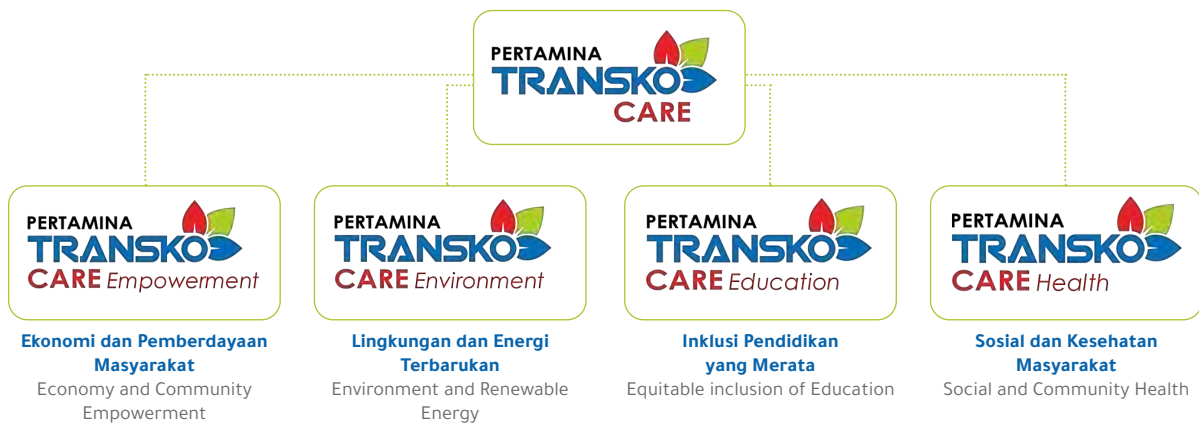 PERTAMINA
TRANSKO
CARE
PERTAMINA
TRANSKO
CARE Empowerment
Ekonomi dan Pemberdayaan
Masyarakat
Economy and Community
Empowerment
PERTAMINA
TRANSKO
CARE Environment
Lingkungan dan Energi
Terbarukan
Environment and Renewable
Energy
PERTAMINA
TRANSKO
CARE Education
Inklusi Pendidikan
yang Merata
Equitable inclusion of Education
PERTAMINA
TRANSKO
CARE Health
Sosial dan Kesehatan
Masyarakat
Social and Community Health